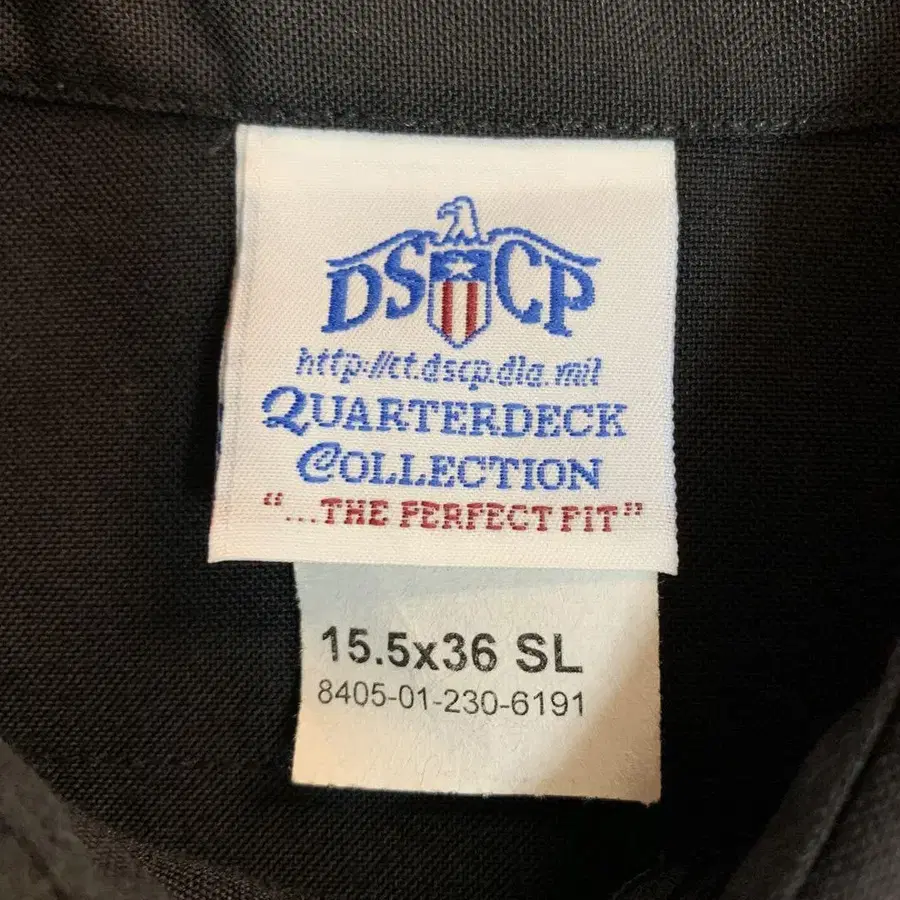 DSCP
http://ct.dscp.dla.mil
QUARTERDECK
COLLECTION
"...THE PERFECT FIT"
15.5x36 SL
8405-01-230-6191